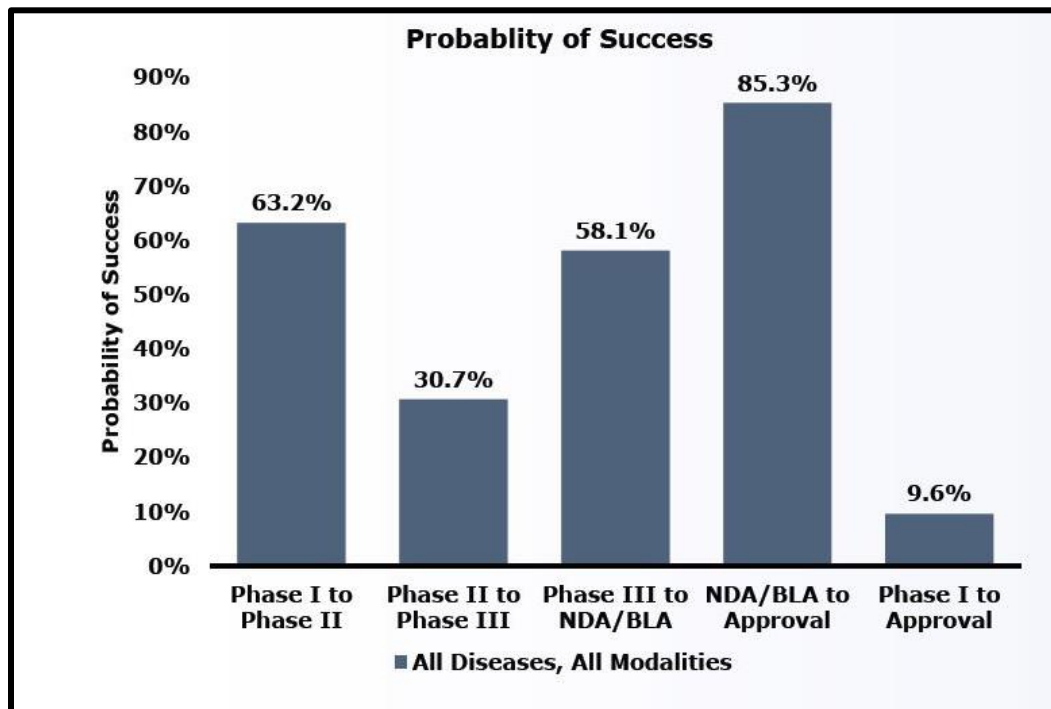 Probablity of Success
90%
80%
70%
60%
50%
40%
30%
20%
10%
0%
Probability of Success
63.2%
30.7%
58.1%
85.3%
9.6%
Phase I to
Phase II
Phase II to
Phase III
Phase III to
NDA/BLA
NDA/BLA to
Approval
Phase I to
Approval
All Diseases, All Modalities